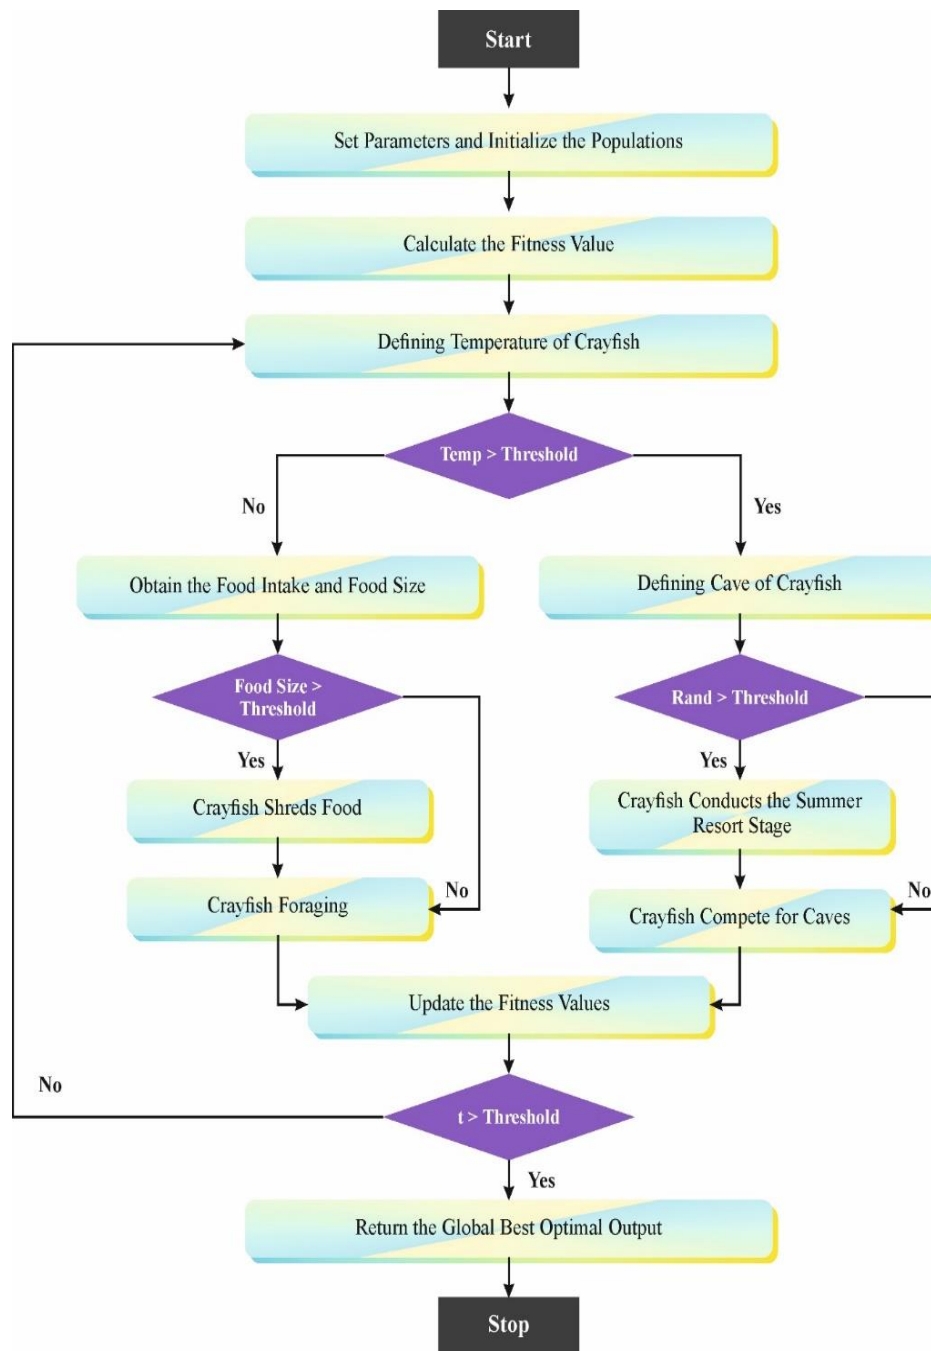 Start
Set Parameters and Initialize the Populations
Calculate the Fitness Value
Defining Temperature of Crayfish
Temp > Threshold
No
Yes
Obtain the Food Intake and Food Size
Defining Cave of Crayfish
Food Size >
Threshold
Rand > Threshold
Yes
Yes
Crayfish Shreds Food
Crayfish Conducts the Summer
Resort Stage
No
No
Crayfish Foraging
Crayfish Compete for Caves
Update the Fitness Values
No
t > Threshold
Yes
Return the Global Best Optimal Output
Stop